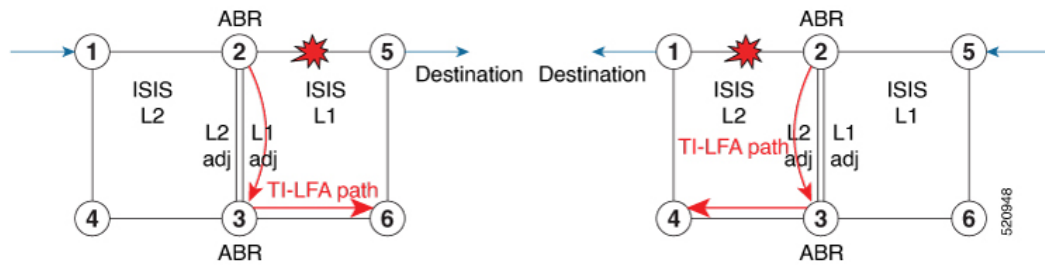 ABR
1
2
5
Destination
ISIS
L2
ISIS
L1
L2
adj
L1
adj
TI-LFA path
4
3
6
ABR
ABR
1
2
5
Destination
ISIS
L2
ISIS
L1
L2
adj
L1
adj
TI-LFA path
4
3
6
ABR
520948